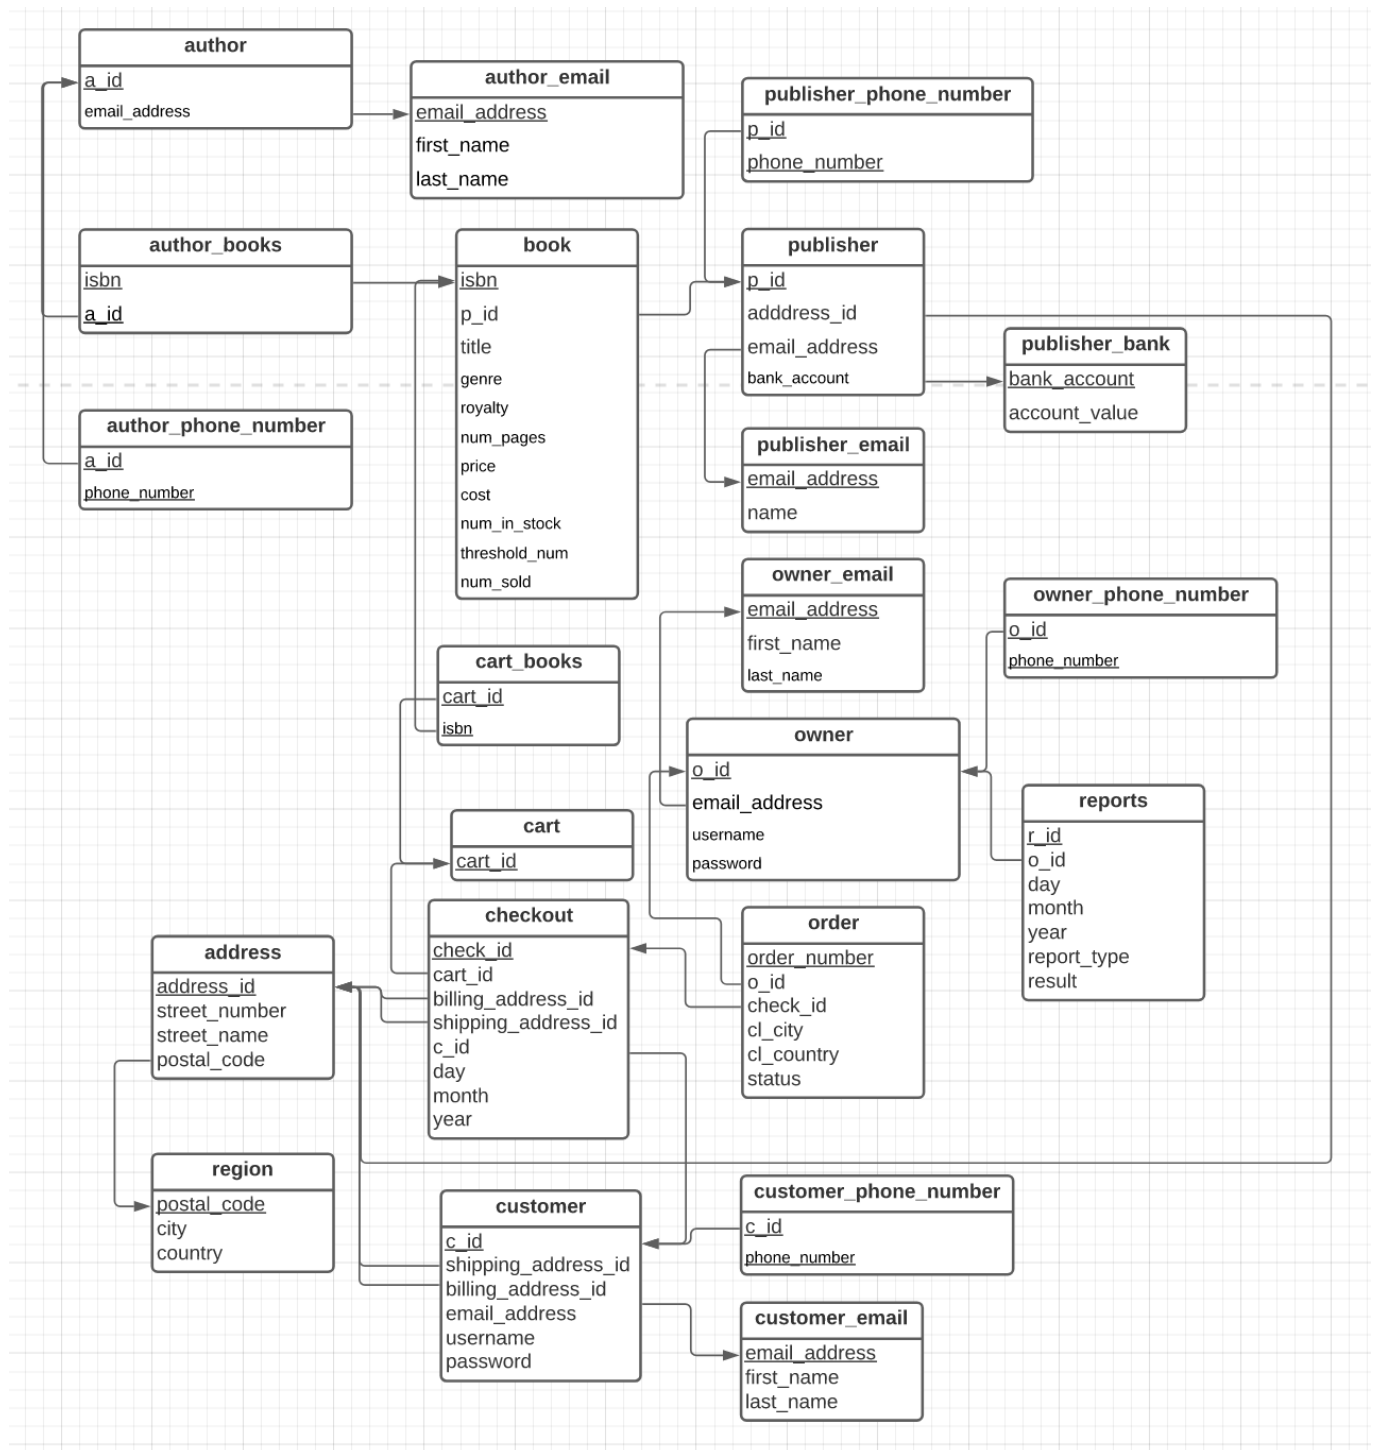 author
a_id
email_address
author_email
email_address
first_name
last_name
publisher_phone_number
p_id
phone_number
author_books
isbn
a_id
book
isbn
p_id
title
genre
royalty
num_pages
price
cost
num_in_stock
threshold_num
num_sold
publisher
p_id
adddress_id
email_address
bank_account
publisher_bank
bank_account
account_value
author_phone_number
a_id
phone_number
publisher_email
email_address
name
owner_email
email_address
first_name
last_name
owner_phone_number
o_id
phone_number
cart_books
cart_id
isbn
owner
o_id
email_address
username
password
reports
r_id
o_id
day
month
year
report_type
result
cart
cart_id
checkout
check_id
cart_id
billing_address_id
shipping_address_id
c_id
day
month
year
order
order_number
o_id
check_id
cl_city
cl_country
status
address
address_id
street_number
street_name
postal_code
region
postal_code
city
country
customer
c_id
shipping_address_id
billing_address_id
email_address
username
password
customer_phone_number
c_id
phone_number
customer_email
email_address
first_name
last_name